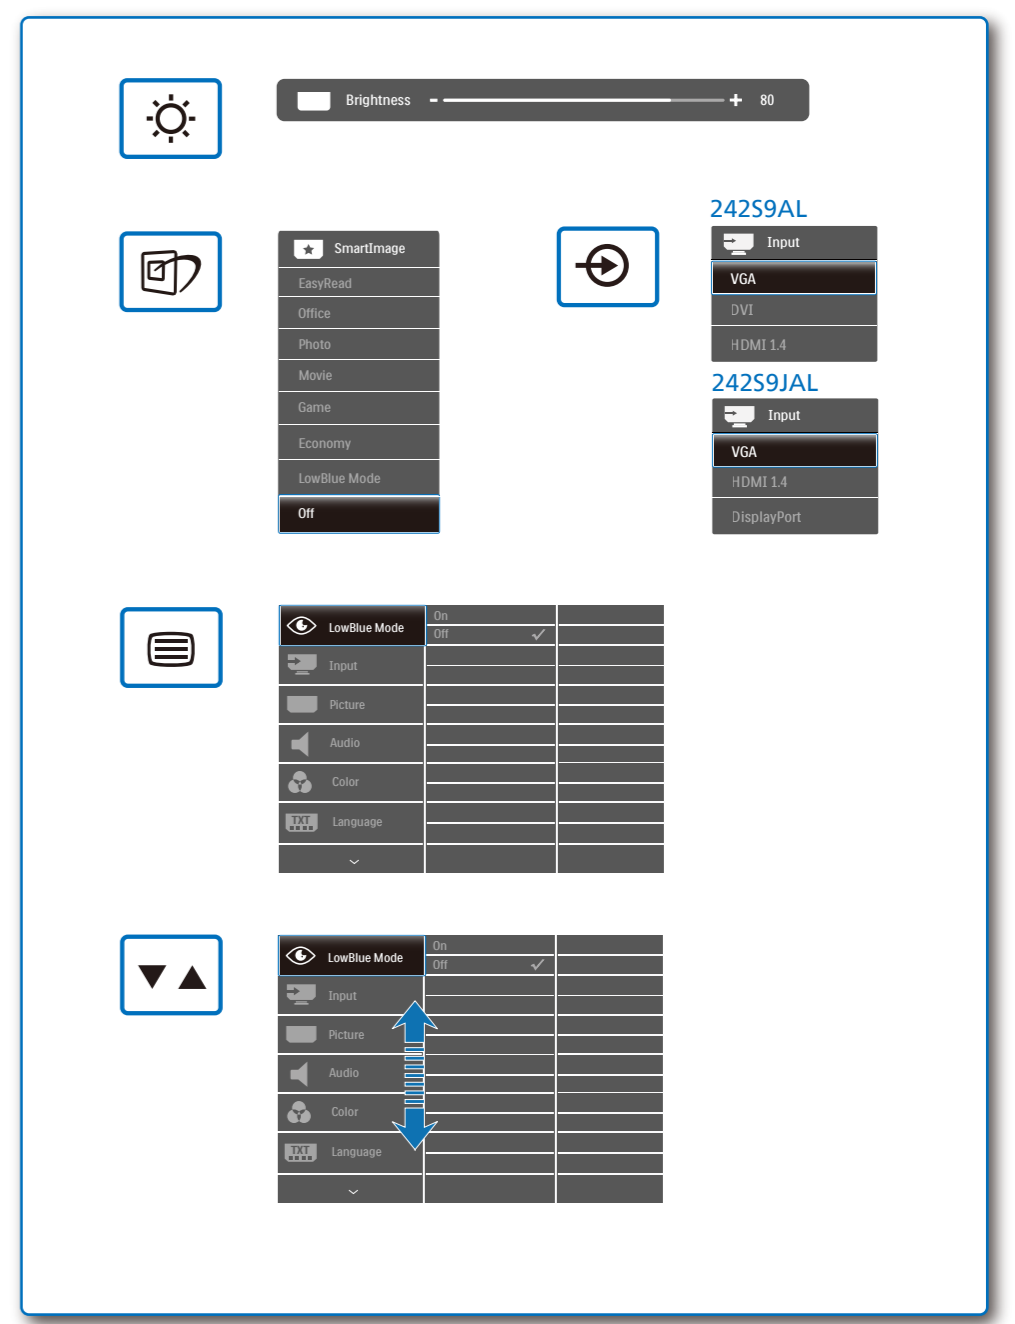 Brightness - + 80
SmartImage
EasyRead
Office
Photo
Movie
Game
Economy
LowBlue Mode
Off
242S9AL
Input
VGA
DVI
HDMI 1.4
242S9JAL
Input
VGA
HDMI 1.4
DisplayPort
LowBlue Mode
On
Off
Input
Picture
Audio
Color
TXT Language
LowBlue Mode
On
Off
Input
Picture
Audio
Color
TXT Language